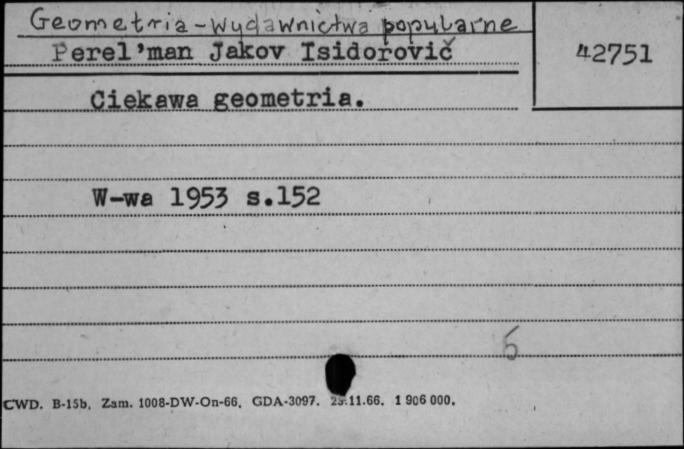 Geometria - wydawnictwa popularne
Perel'man Jakov Isidorovič
42751
Ciekawa geometria.
W-wa 1953 s.152
6
CWD. B-15b. Zam. 1008-DW-On-66. GDA-3097. 23.11.66. 1 906 000.